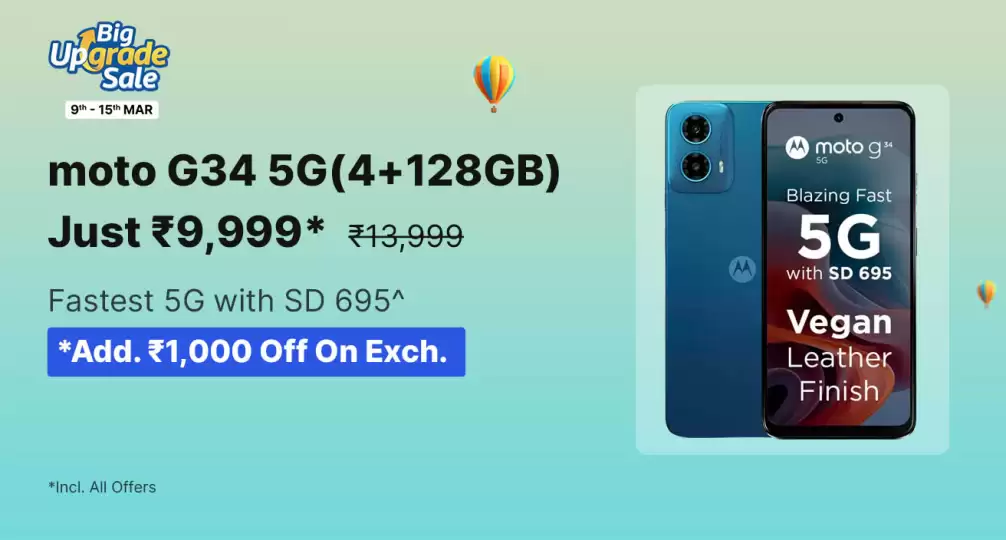 Big
Upgrade
Sale
9th - 15th MAR
moto G34 5G(4+128GB)
Just ₹9,999* ₹13,999
Fastest 5G with SD 695^
*Add. ₹1,000 Off On Exch.
*Incl. All Offers
moto g34
5G
Blazing Fast
5G
with SD 695
Vegan
Leather
Finish